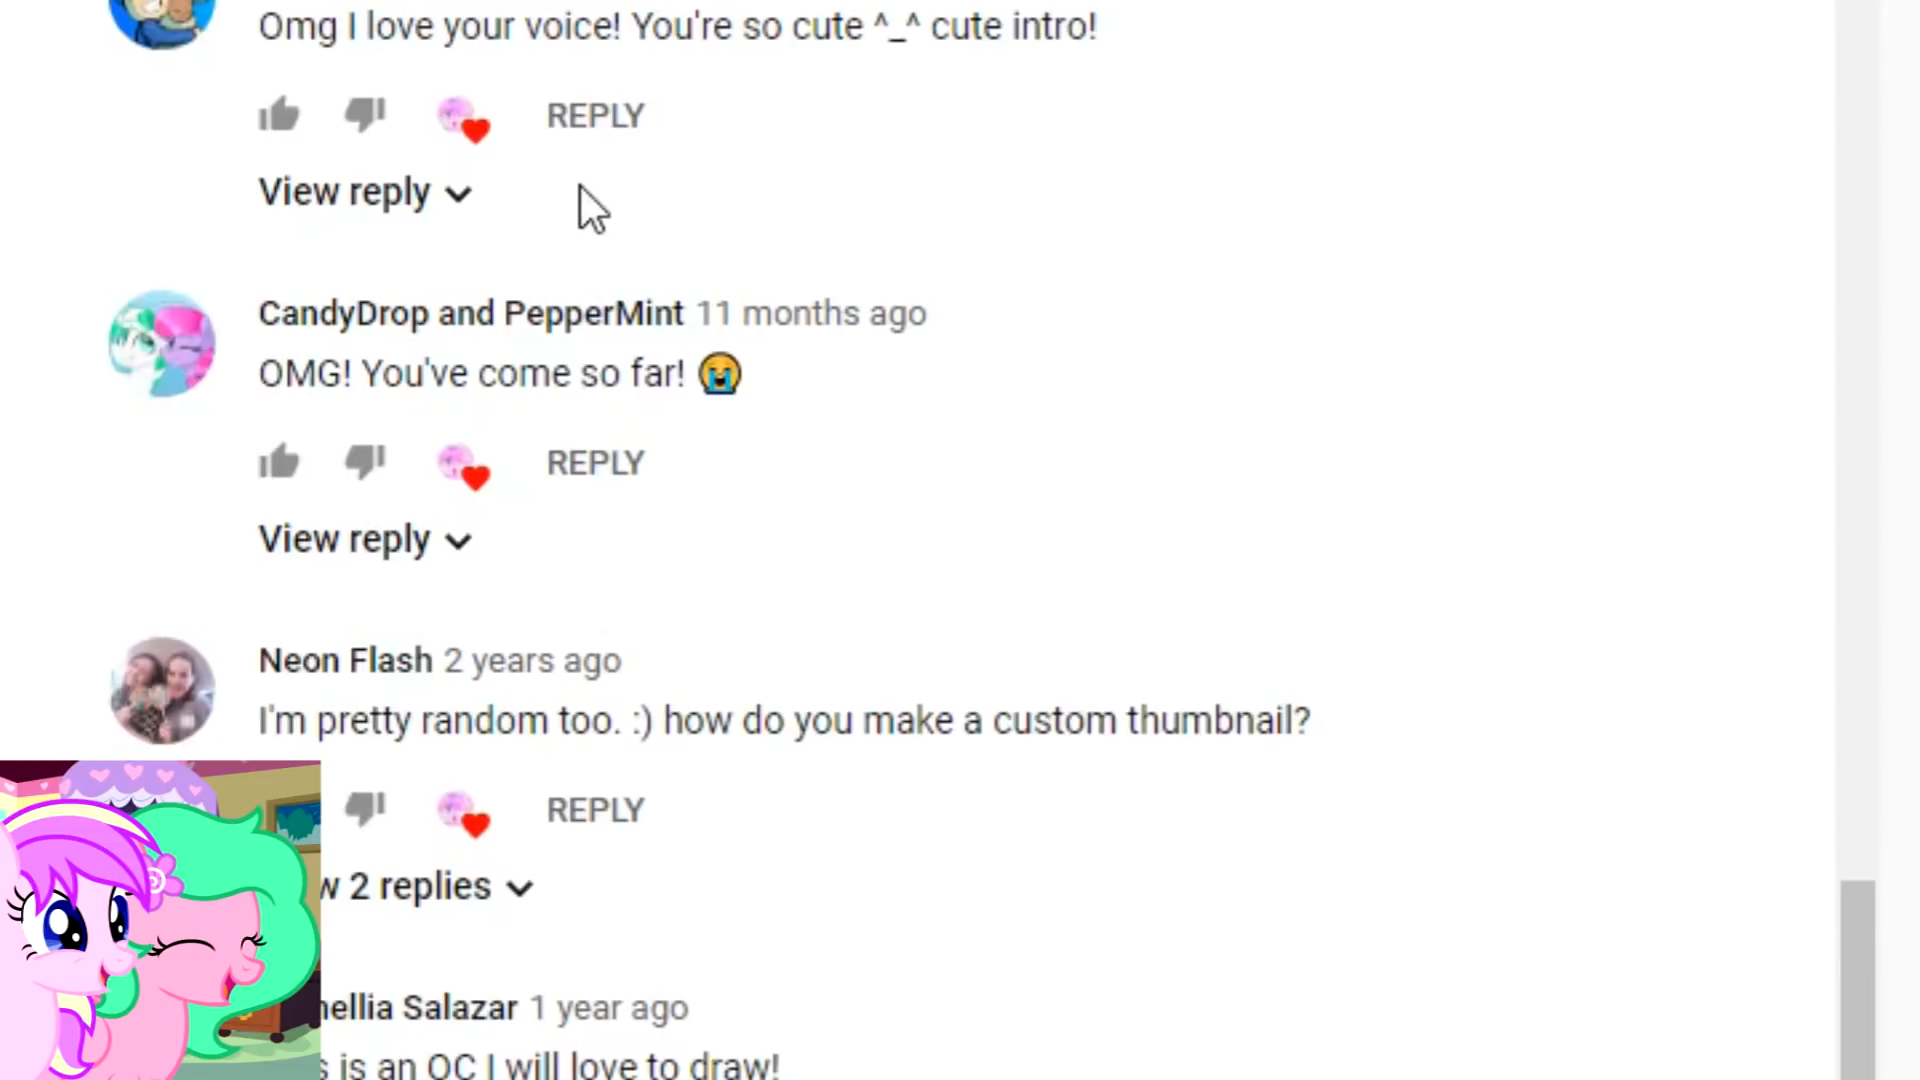 Omg I love your voice! You're so cute ^_^ cute intro!
REPLY
View reply
CandyDrop and PepperMint 11 months ago
OMG! You've come so far! 😭
REPLY
View reply
Neon Flash 2 years ago
I'm pretty random too. :) how do you make a custom thumbnail?
REPLY
2 replies
Salazar 1 year ago
is an OC I will love to draw!